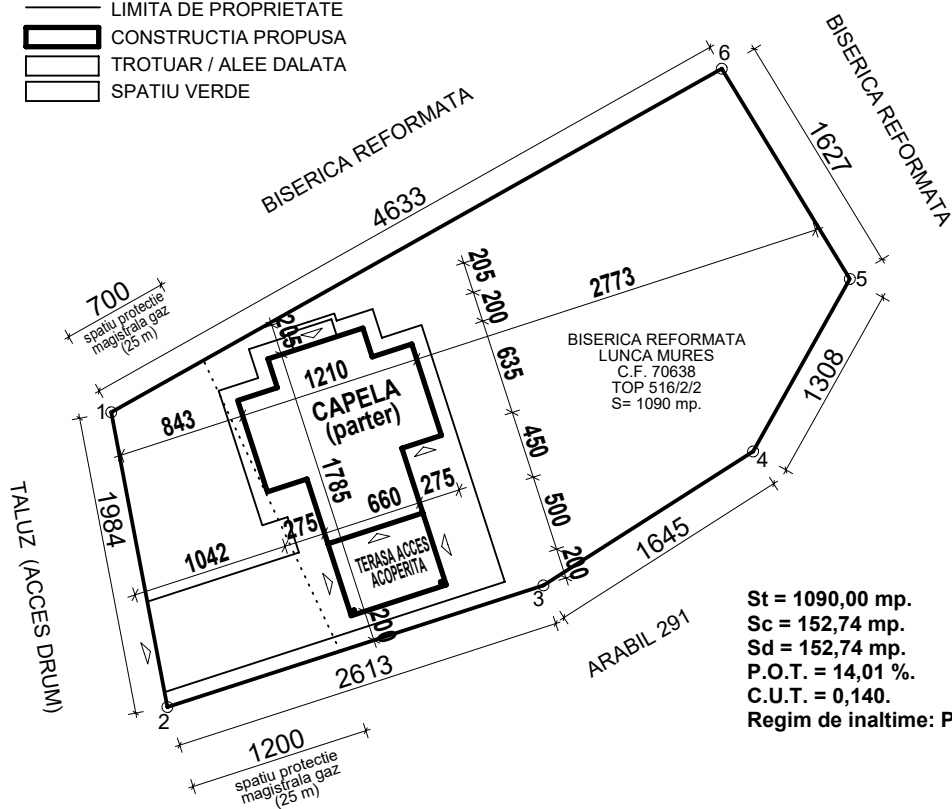 LIMITA DE PROPRIETATE
CONSTRUCTIA PROPUSA
TROTUAR / ALEE DALATA
SPATIU VERDE
BISERICA REFORMATA
BISERICA REFORMATA
6
4633
1627
700
spatiu protectie
magistrala gaz
(25 m)
205
200
635
450
500
200
2773
5
BISERICA REFORMATA
LUNCA MURES
C.F. 70638
TOP 516/2/2
S= 1090 mp.
205
1210
CAPELA
(parter)
843
1
1308
4
1785
660
275
275
1984
TALUZ (ACCES DRUM)
1042
TERASA ACCES
ACOPERITA
1645
3
200
ARABIL 291
2613
2
1200
spatiu protectie
magistrala gaz
(25 m)
St = 1090,00 mp.
Sc = 152,74 mp.
Sd = 152,74 mp.
P.O.T. = 14,01 %.
C.U.T. = 0,140.
Regim de inaltime: P